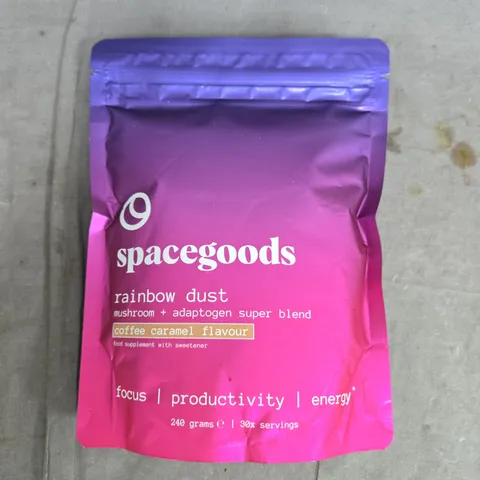 spacegoods
rainbow dust
mushroom + adaptogen super blend
coffee caramel flavour
food supplement with sweetener
focus | productivity | energy*
240 grams ℮ | 30x servings